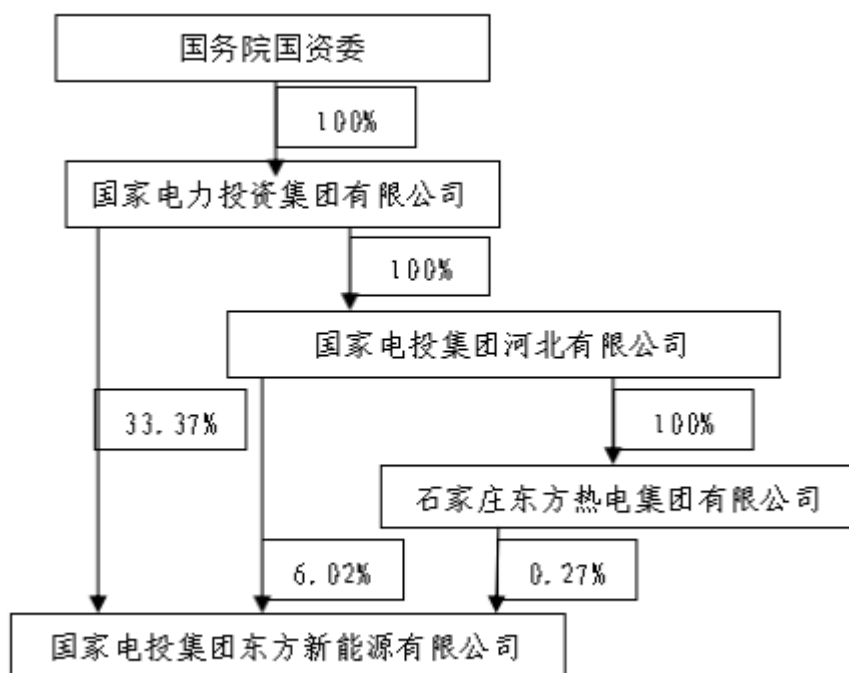 国务院国资委
100%
国家电力投资集团有限公司
100%
国家电投集团河北有限公司
33.37%
100%
石家庄东方热电集团有限公司
6.02%
0.27%
国家电投集团东方新能源有限公司